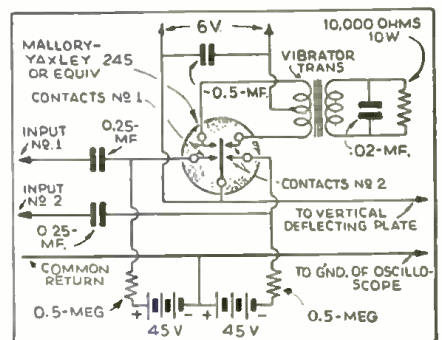 6V.
10,000 OHMS
10W
MALLORY-
YAXLEY 245
OR EQUIV
VIBRATOR
TRANS
CONTACTS Nº 1
0.5-MF.
INPUT
Nº.1
0.25-
MF
.02-MF.
CONTACTS Nº 2
INPUT
Nº 2
0.25-
MF.
TO VERTICAL
DEFLECTING PLATE
COMMON
RETURN
TO GND. OF OSCILLO-
SCOPE
0.5-MEG
+ - + -
0.5-MEG
45V 45V